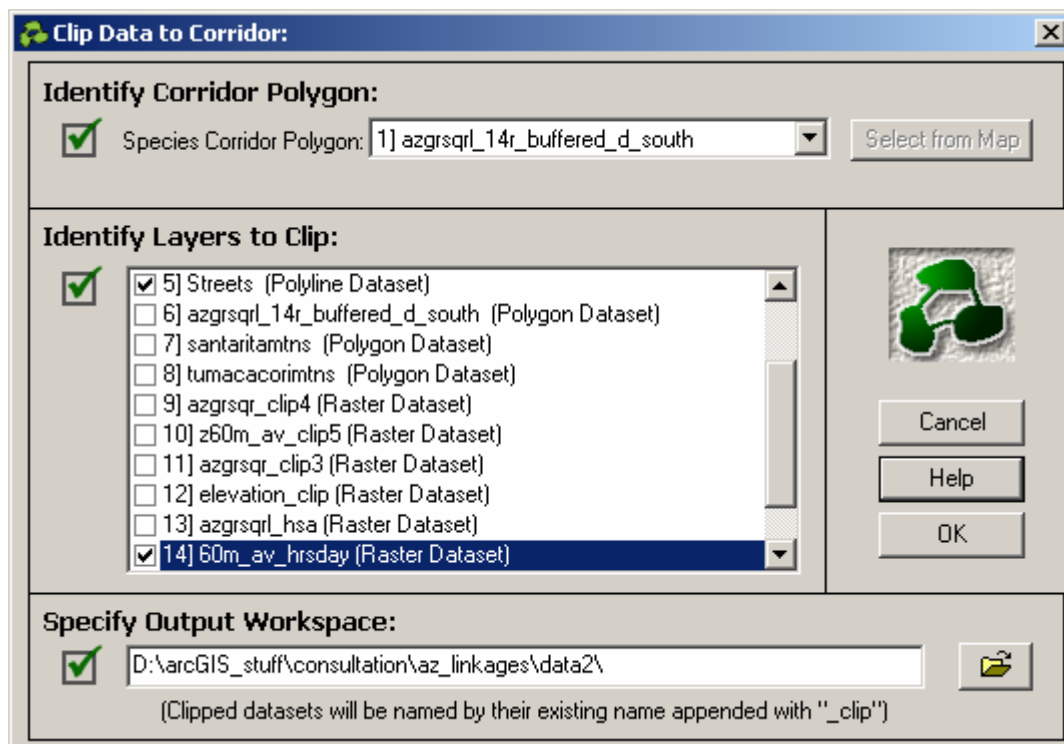 Clip Data to Corridor:
Identify Corridor Polygon:
Species Corridor Polygon: 1] azgrsqrl_14r_buffered_d_south Select from Map
Identify Layers to Clip:
5] Streets (Polyline Dataset)
6] azgrsqrl_14r_buffered_d_south (Polygon Dataset)
7] santaritamtns (Polygon Dataset)
8] tumacacorimtns (Polygon Dataset)
9] azgrsqr_clip4 (Raster Dataset)
10] z60m_av_clip5 (Raster Dataset)
11] azgrsqr_clip3 (Raster Dataset)
12] elevation_clip (Raster Dataset)
13] azgrsqrl_hsa (Raster Dataset)
14] 60m_av_hrsday (Raster Dataset)
Cancel
Help
OK
Specify Output Workspace:
D:\arcGIS_stuff\consultation\az_linkages\data2\
(Clipped datasets will be named by their existing name appended with "_clip")